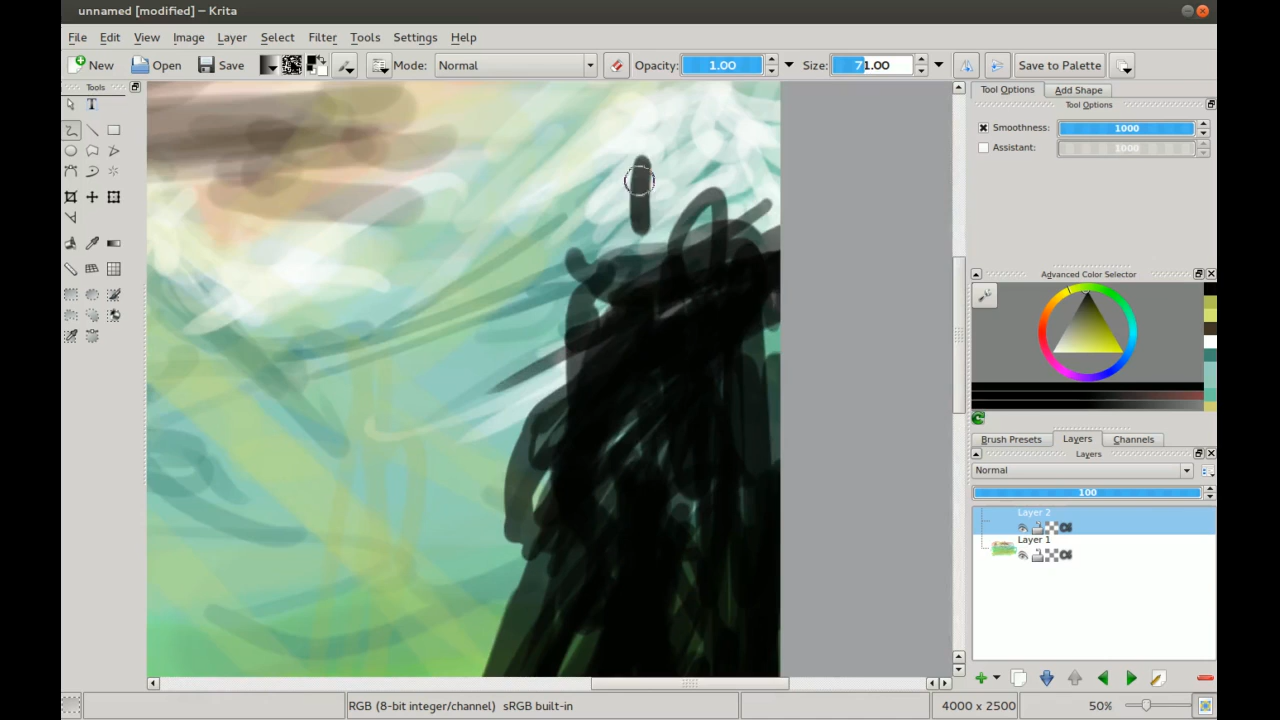 unnamed [modified] – Krita
File Edit View Image Layer Select Filter Tools Settings Help
New Open Save Mode: Normal Opacity: 1.00 Size: 71.00 Save to Palette
Tools
Tool Options Add Shape
Tool Options
Smoothness: 1000
Assistant: 1000
Advanced Color Selector
Brush Presets Layers Channels
Layers
Normal
100
Layer 2
Layer 1
RGB (8-bit integer/channel) sRGB built-in 4000 x 2500 50%